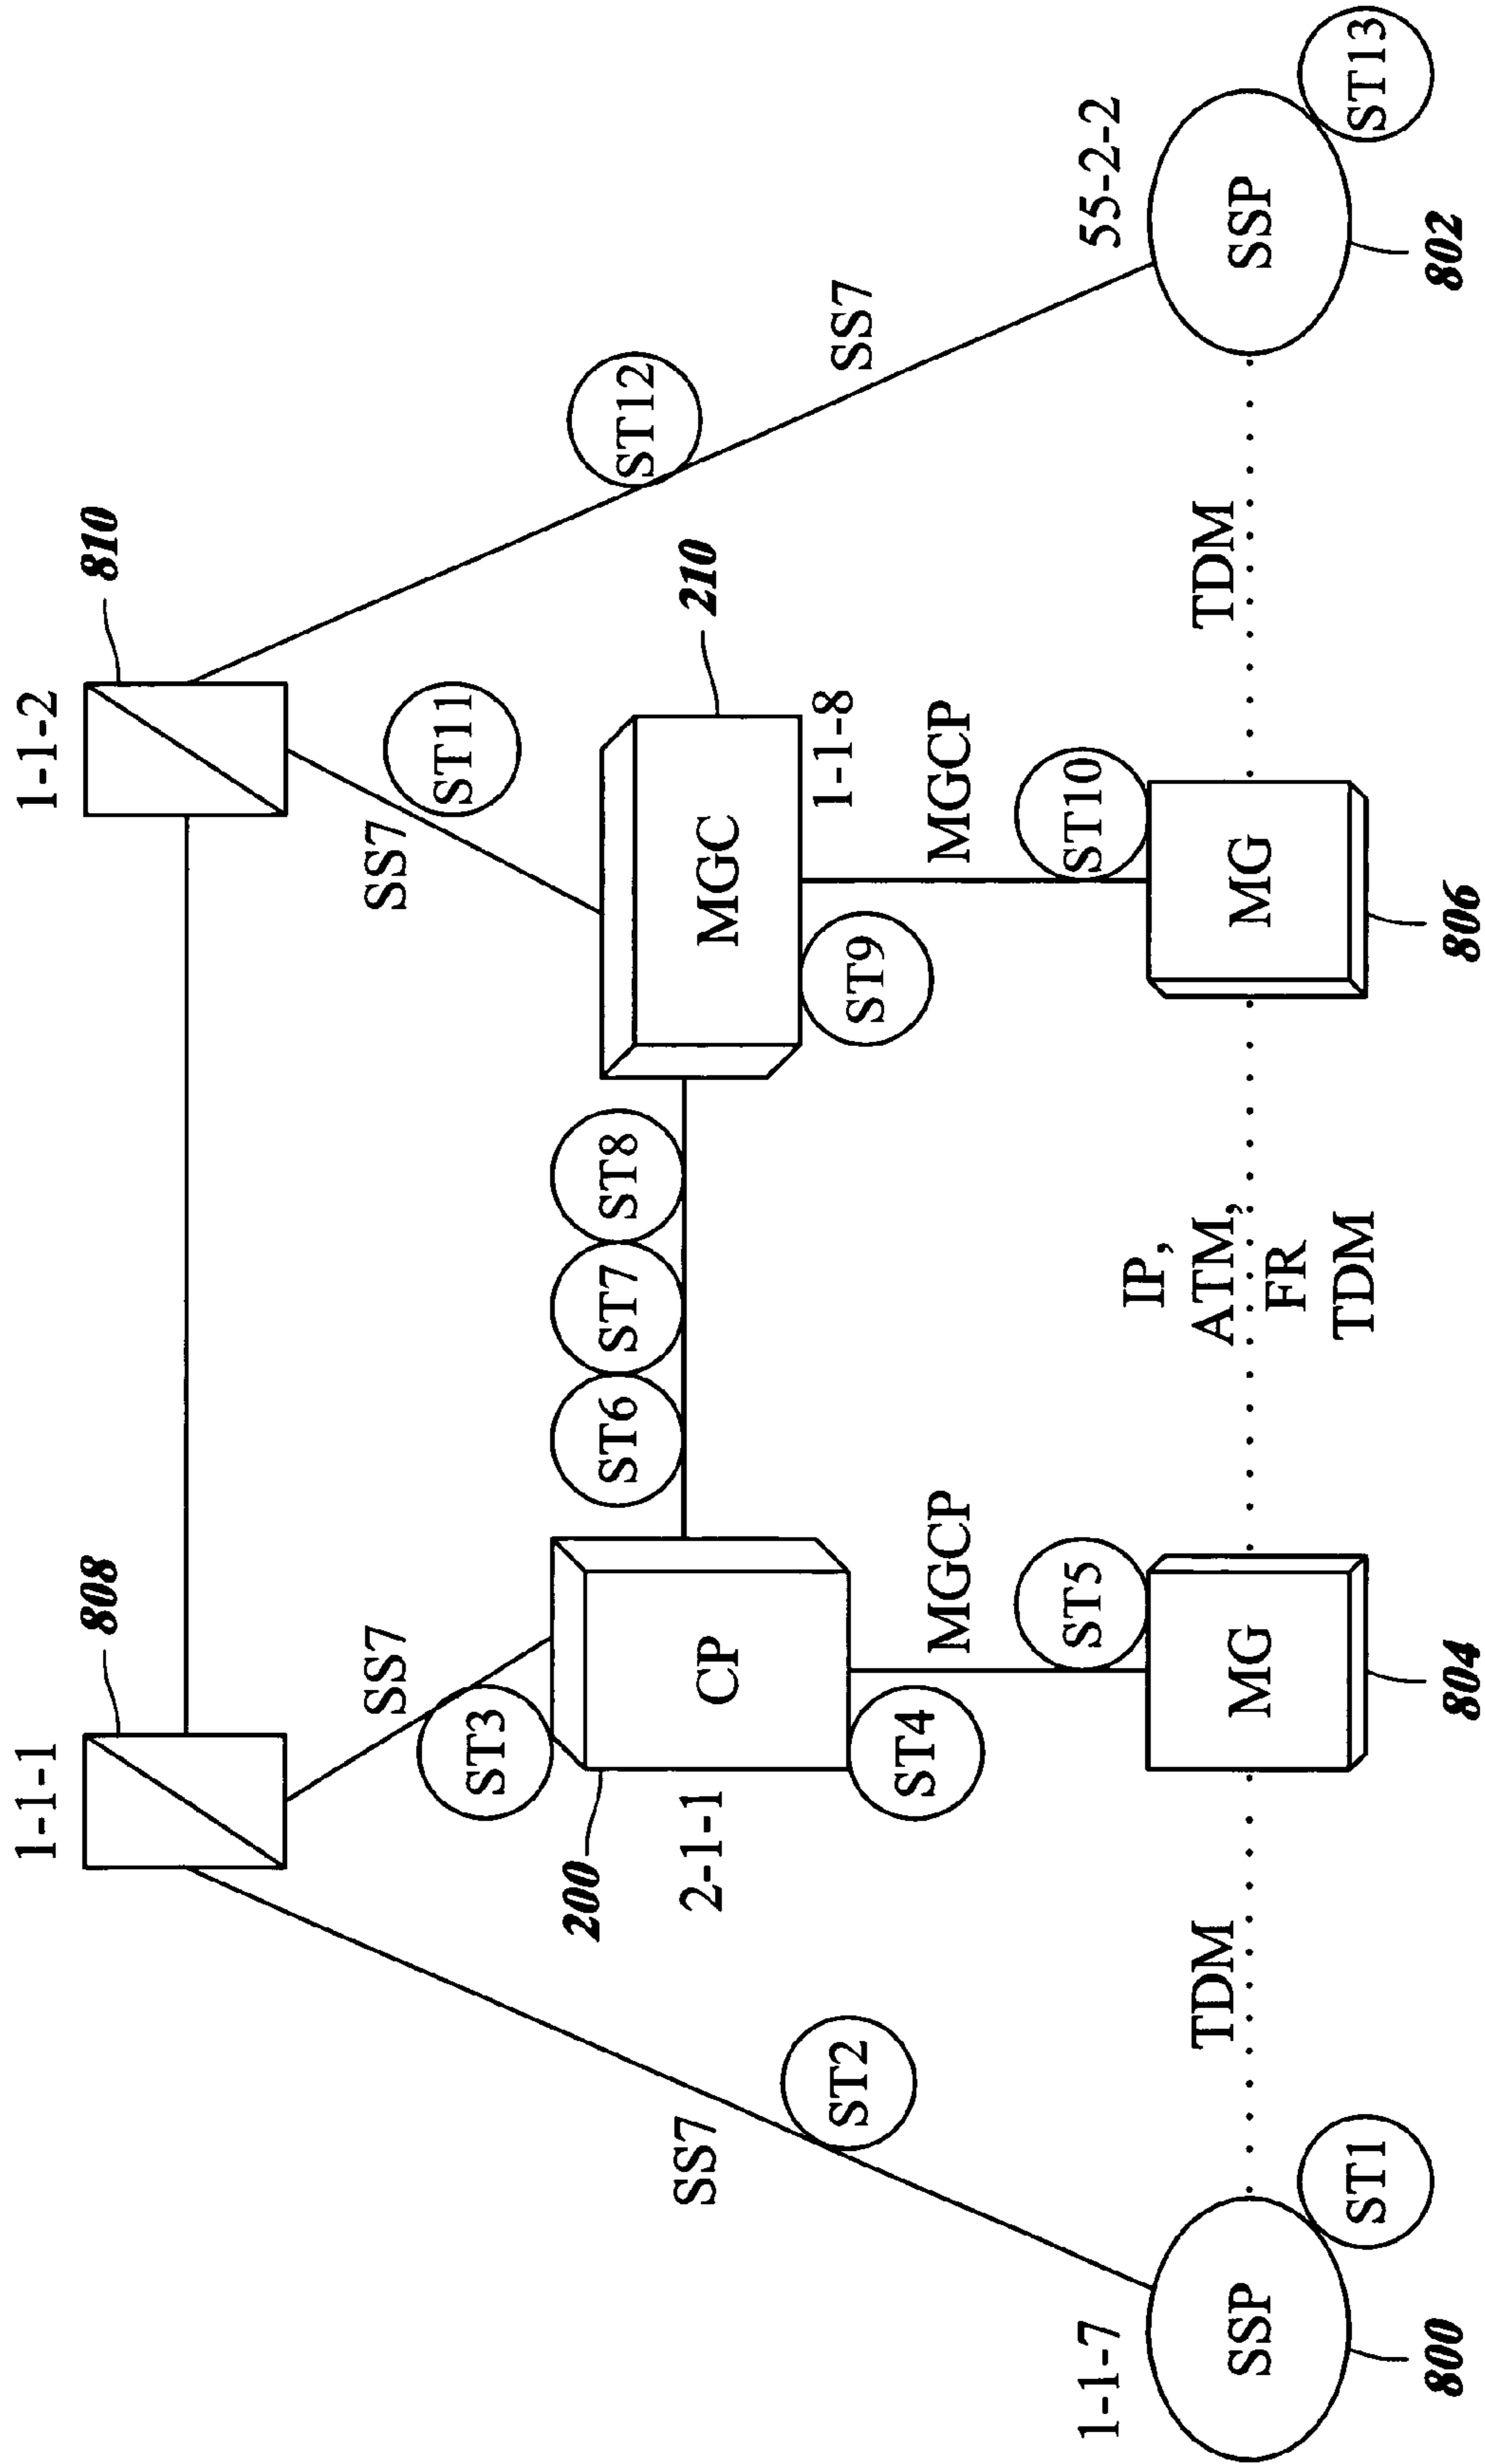 1-1-1
808
1-1-2
810
SS7
ST3
SS7
ST11
ST12
200
CP
2-1-1
ST6
ST7
ST8
MGC
210
1-1-8
SS7
SS7
ST2
ST4
MGCP
ST5
ST9
MGCP
ST10
1-1-7
SSP
ST1
800
TDM
MG
804
IP,
ATM,
FR
TDM
MG
806
TDM
55-2-2
SSP
ST13
802